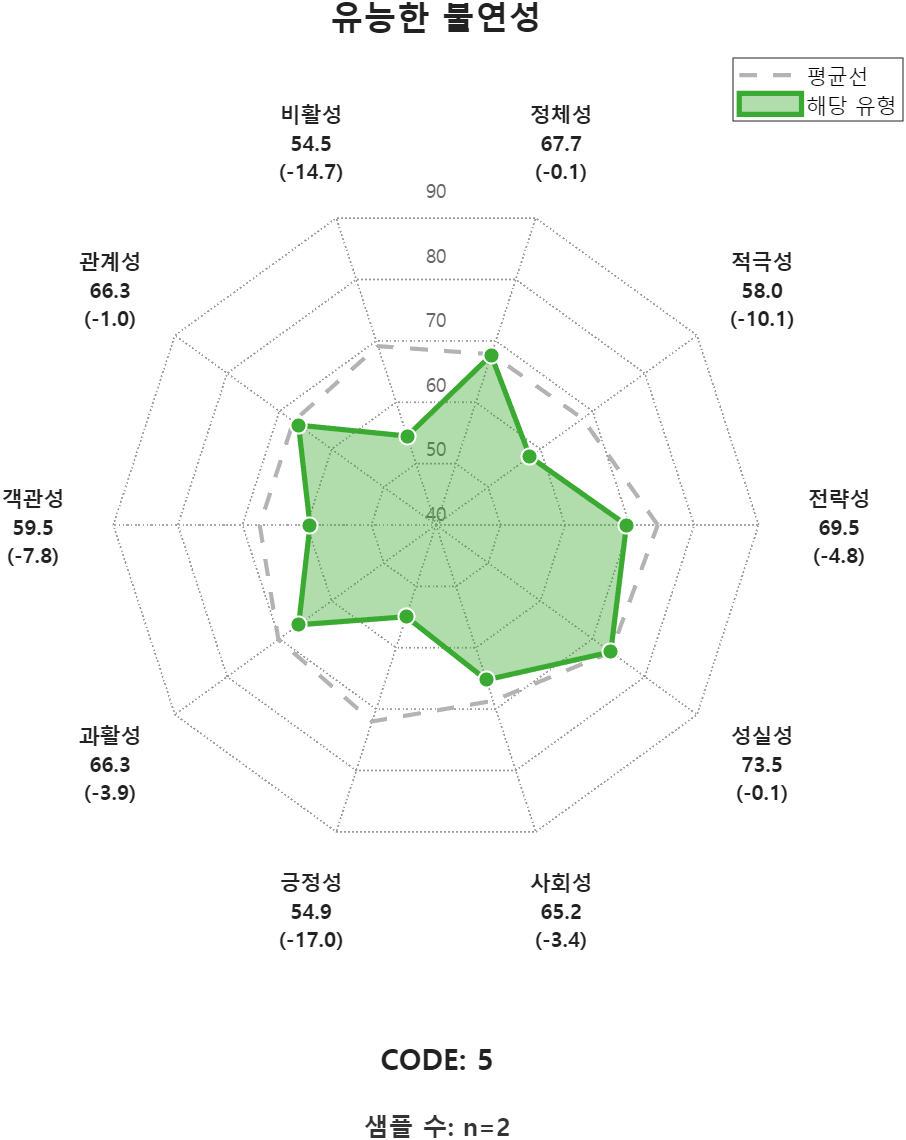 유능한 불연성
평균선
해당 유형
비활성
54.5
(-14.7)
정체성
67.7
(-0.1)
90
80
70
60
50
40
관계성
66.3
(-1.0)
적극성
58.0
(-10.1)
객관성
59.5
(-7.8)
전략성
69.5
(-4.8)
과활성
66.3
(-3.9)
성실성
73.5
(-0.1)
긍정성
54.9
(-17.0)
사회성
65.2
(-3.4)
CODE: 5
샘플 수: n=2